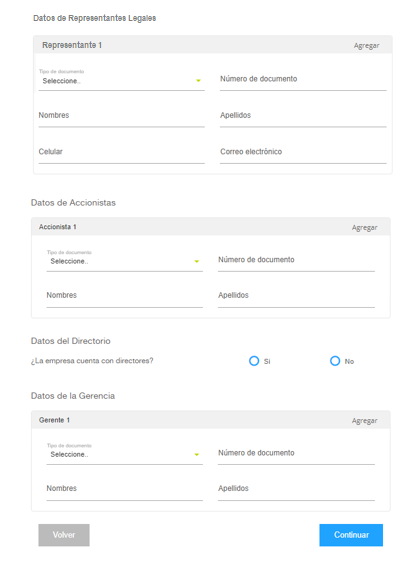 Datos de Representantes Legales
Representante 1 Agregar
Tipo de documento
Seleccione.. Número de documento
Nombres Apellidos
Celular Correo electrónico
Datos de Accionistas
Accionista 1 Agregar
Tipo de documento
Seleccione.. Número de documento
Nombres Apellidos
Datos del Directorio
¿La empresa cuenta con directores? Si No
Datos de la Gerencia
Gerente 1 Agregar
Tipo de documento
Seleccione.. Número de documento
Nombres Apellidos
Volver Continuar